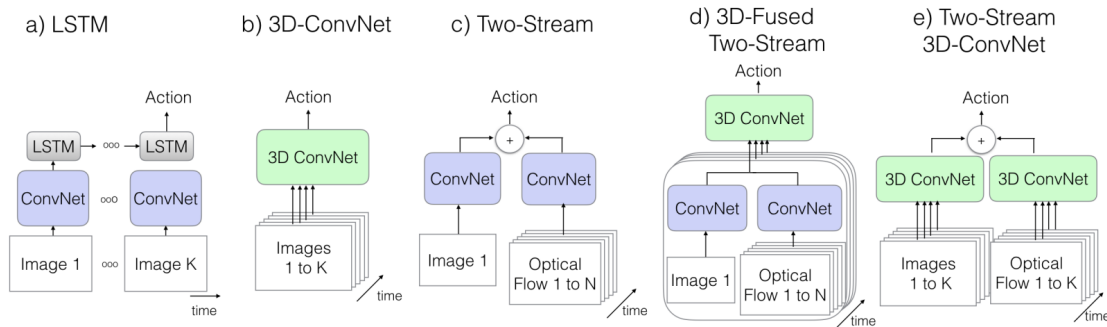 a) LSTM
Action
LSTM
ooo
LSTM
ConvNet
ooo
ConvNet
Image 1
ooo
Image K
time
b) 3D-ConvNet
Action
3D ConvNet
Images
1 to K
time
c) Two-Stream
Action
+
ConvNet
ConvNet
Image 1
Optical
Flow 1 to N
time
d) 3D-Fused
Two-Stream
Action
3D ConvNet
ConvNet
ConvNet
Image 1
Optical
Flow 1 to N
time
e) Two-Stream
3D-ConvNet
Action
+
3D ConvNet
3D ConvNet
Images
1 to K
Optical
Flow 1 to K
time